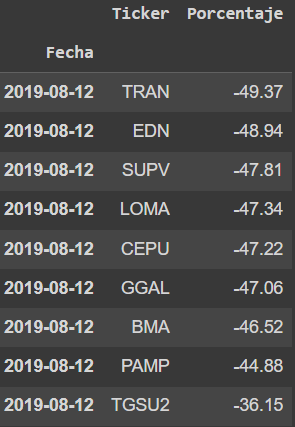 Ticker Porcentaje
Fecha
2019-08-12 TRAN -49.37
2019-08-12 EDN -48.94
2019-08-12 SUPV -47.81
2019-08-12 LOMA -47.34
2019-08-12 CEPU -47.22
2019-08-12 GGAL -47.06
2019-08-12 BMA -46.52
2019-08-12 PAMP -44.88
2019-08-12 TGSU2 -36.15